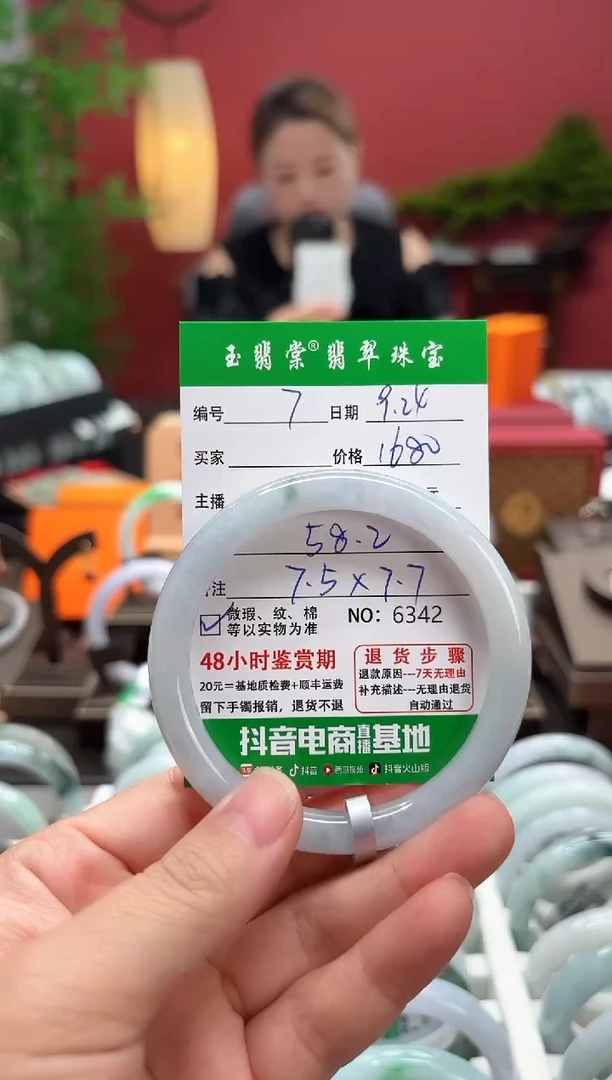 玉翡棠®翡翠珠宝
编号 7 日期 9.24
买家 价格 1680
主播 元
58.2
注 7.5×7.7
微瑕、纹、棉 NO：6342
等以实物为准
48小时鉴赏期
20元=基地质检费+顺丰运费
留下手镯报销，退货不退
退货步骤
退款原因---7天无理由
补充描述---无理由退货
自动通过
抖音电商直播基地
抖音 西瓜视频 抖音火山版